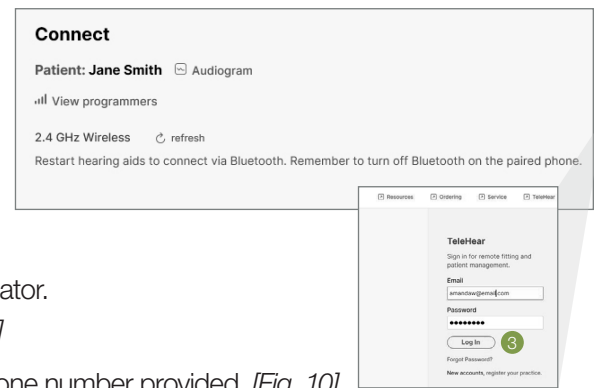 Connect
Patient: Jane Smith Audiogram
View programmers
2.4 GHz Wireless refresh
Restart hearing aids to connect via Bluetooth. Remember to turn off Bluetooth on the paired phone.
Resources Ordering Service TeleHear
TeleHear
Sign in for remote fitting and
patient management.
Email
amandaw@email.com
Password
●●●●●●●●
Log In 3
Forgot Password?
New accounts, register your practice.
ator.
]
one number provided. [Fig. 10]